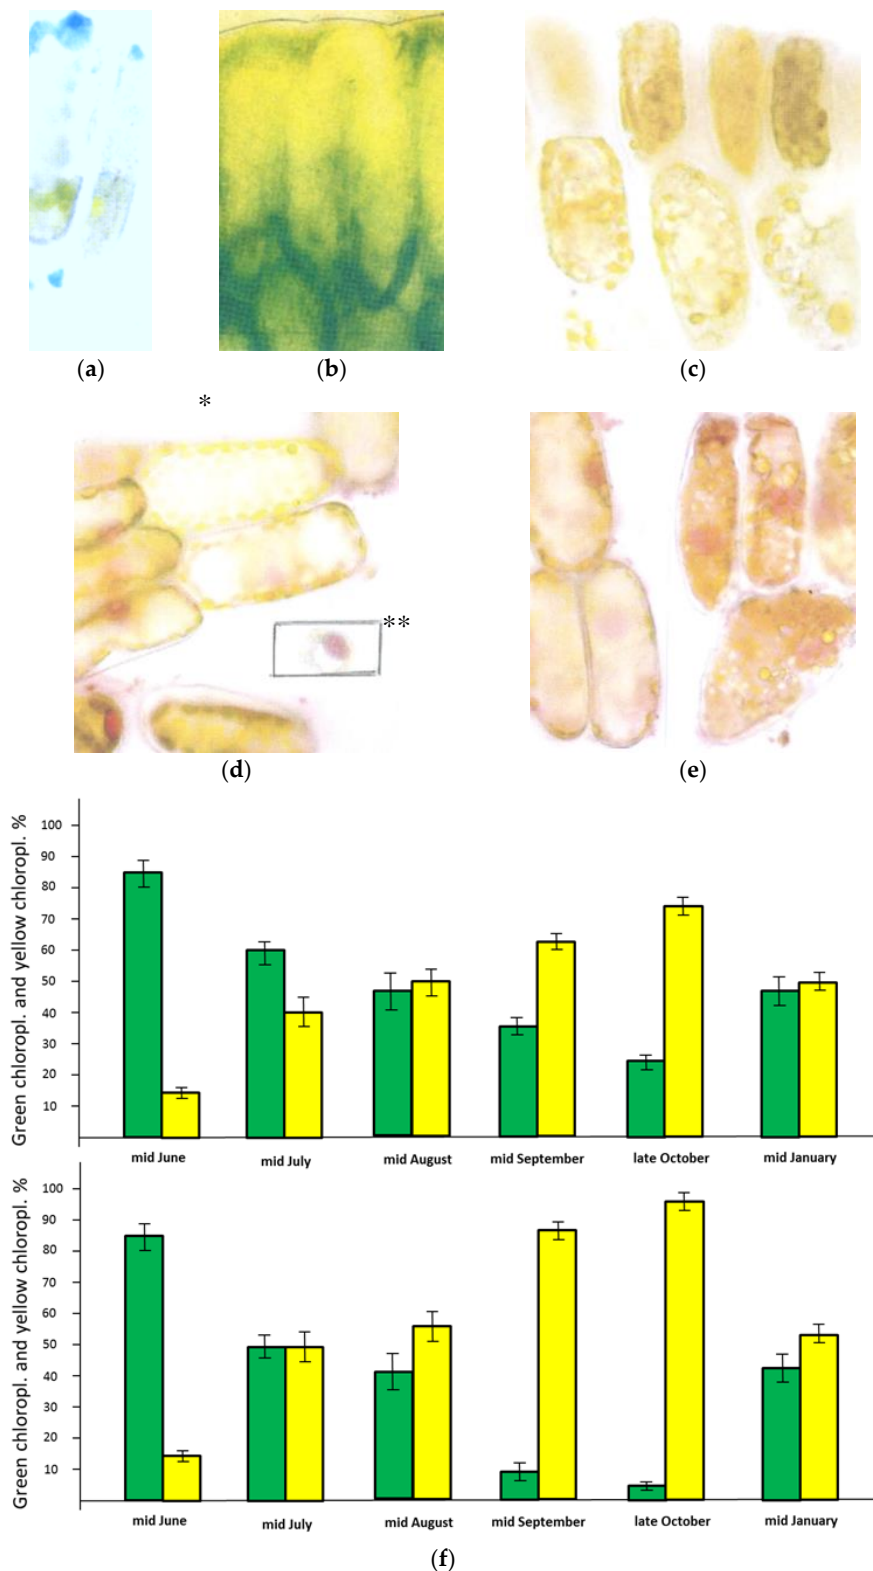 (a)
(b)
(c)
*
**
(d)
(e)
Green chloropl. and yellow chloropl. %
100
90
80
70
60
50
40
30
20
10
mid June
mid July
mid August
mid September
late October
mid January
Green chloropl. and yellow chloropl. %
100
90
80
70
60
50
40
30
20
10
mid June
mid July
mid August
mid September
late October
mid January
(f)